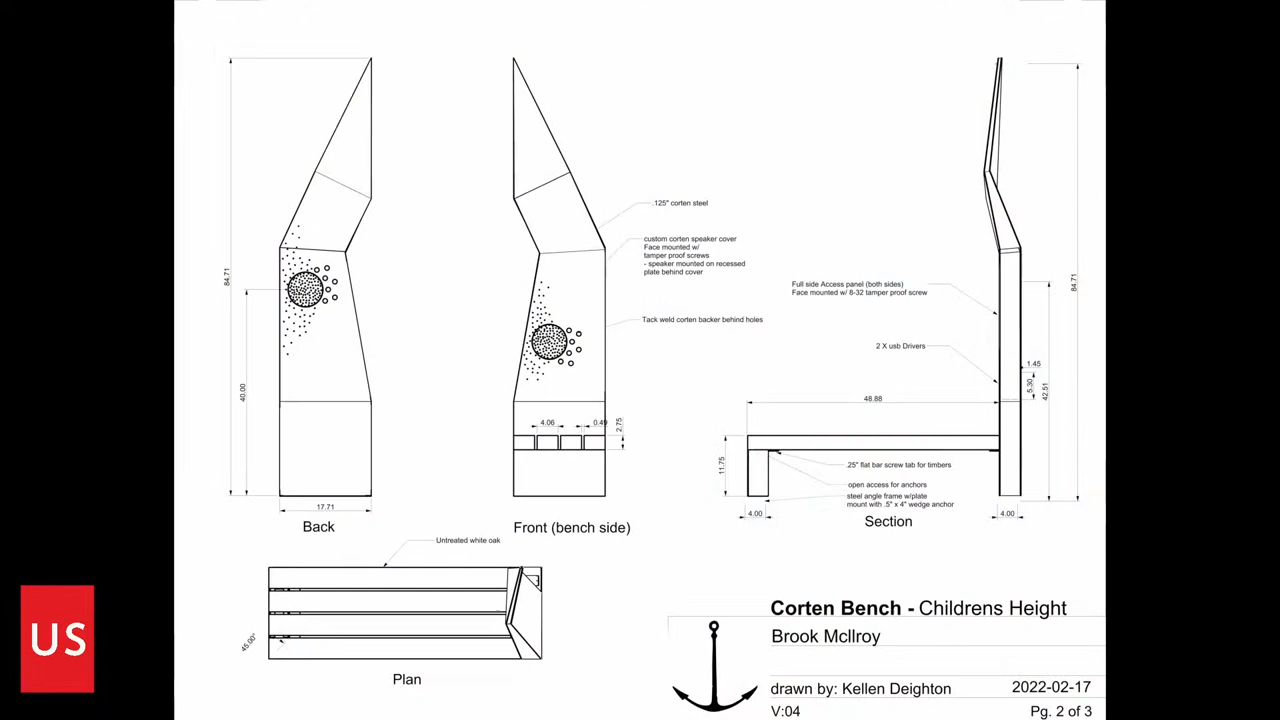 84.71
40.00
17.71
Back
.125" corten steel
custom corten speaker cover
Face mounted w/
tamper proof screws
- speaker mounted on recessed
plate behind cover
Tack weld corten backer behind holes
4.06
0.49
2.75
Front (bench side)
Full side Access panel (both sides)
Face mounted w/ 8-32 tamper proof screw
2 X usb Drivers
84.71
1.45
5.30
42.51
48.88
11.75
.25" flat bar screw tab for timbers
open access for anchors
steel angle frame w/plate
mount with .5" x 4" wedge anchor
4.00
4.00
Section
Untreated white oak
45.00°
Plan
US
Corten Bench - Childrens Height
Brook McIlroy
drawn by: Kellen Deighton
2022-02-17
V:04
Pg. 2 of 3